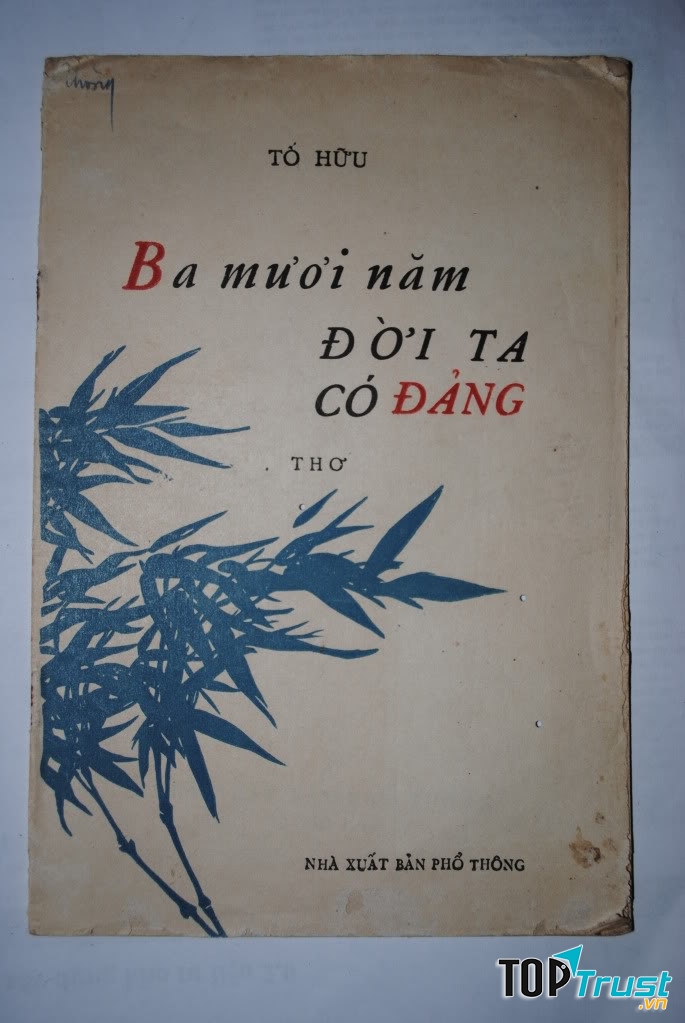 TỐ HỮU
Ba mươi năm
ĐỜI TA
CÓ ĐẢNG
THƠ
NHÀ XUẤT BẢN PHỔ THÔNG
TOPTrust.vn